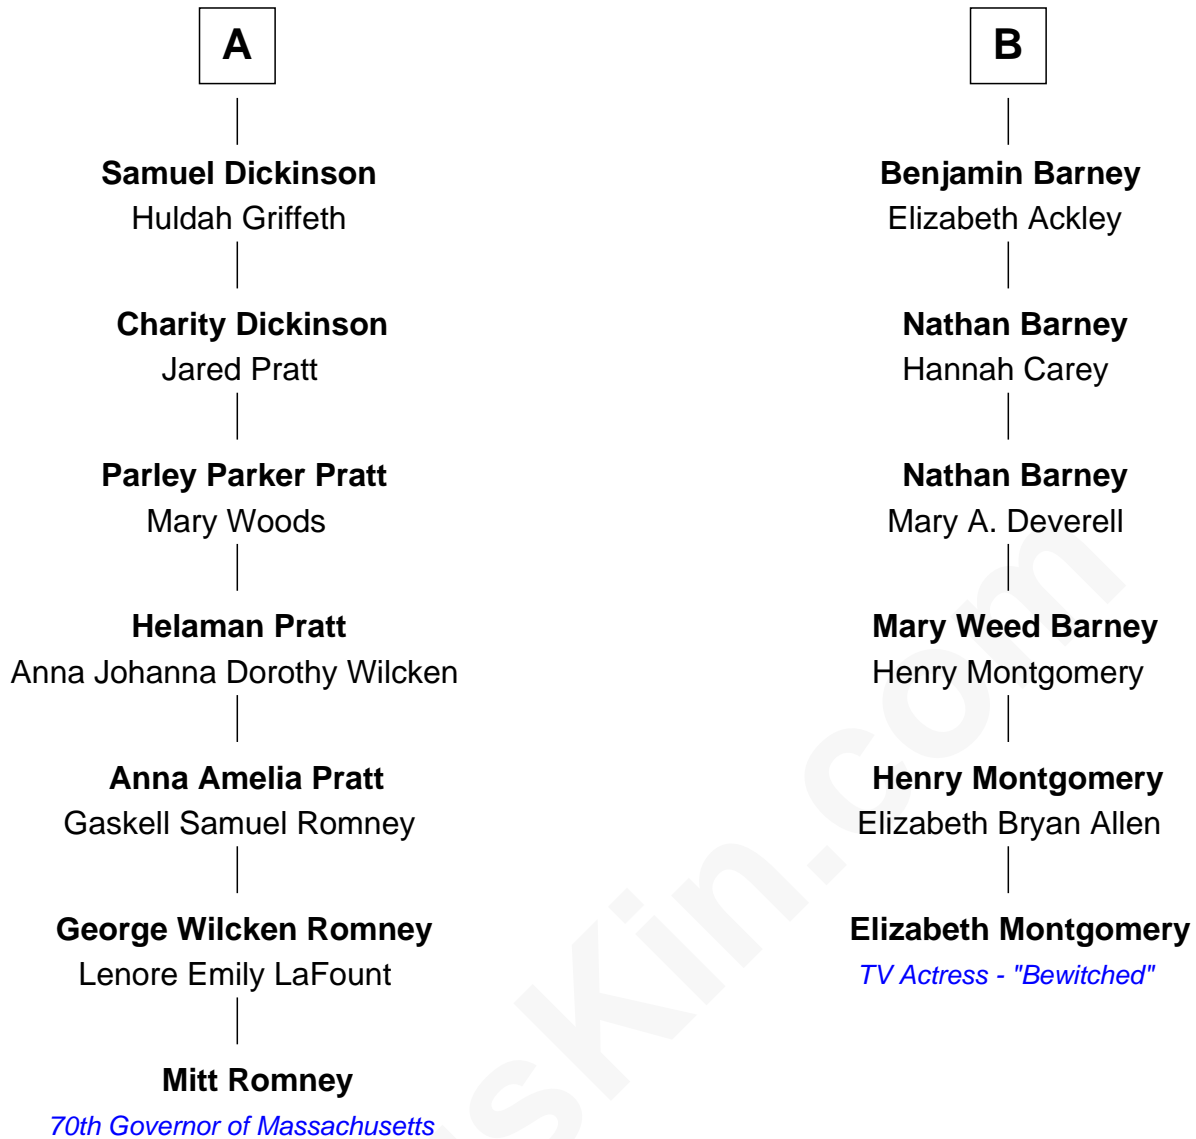 A
Samuel Dickinson
Huldah Griffeth
Charity Dickinson
Jared Pratt
Parley Parker Pratt
Mary Woods
Helaman Pratt
Anna Johanna Dorothy Wilcken
Anna Amelia Pratt
Gaskell Samuel Romney
George Wilcken Romney
Lenore Emily LaFount
Mitt Romney
70th Governor of Massachusetts
B
Benjamin Barney
Elizabeth Ackley
Nathan Barney
Hannah Carey
Nathan Barney
Mary A. Deverell
Mary Weed Barney
Henry Montgomery
Henry Montgomery
Elizabeth Bryan Allen
Elizabeth Montgomery
TV Actress - "Bewitched"